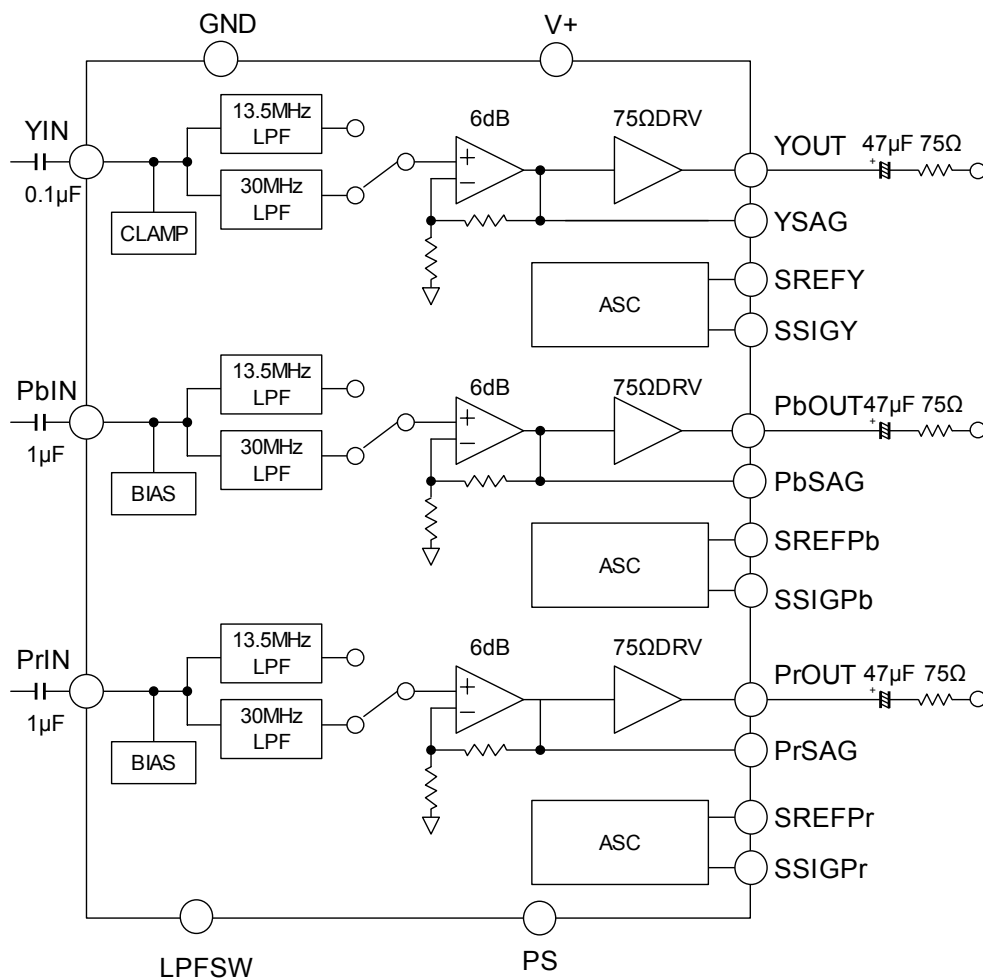 GND
V+
YIN
0.1µF
13.5MHz
LPF
30MHz
LPF
CLAMP
6dB
+
−
75ΩDRV
YOUT
47µF 75Ω
+
YSAG
ASC
SREFY
SSIGY
PbIN
1µF
13.5MHz
LPF
30MHz
LPF
BIAS
6dB
+
−
75ΩDRV
PbOUT
47µF 75Ω
+
PbSAG
ASC
SREFPb
SSIGPb
PrIN
1µF
13.5MHz
LPF
30MHz
LPF
BIAS
6dB
+
−
75ΩDRV
PrOUT
47µF 75Ω
+
PrSAG
ASC
SREFPr
SSIGPr
LPFSW
PS